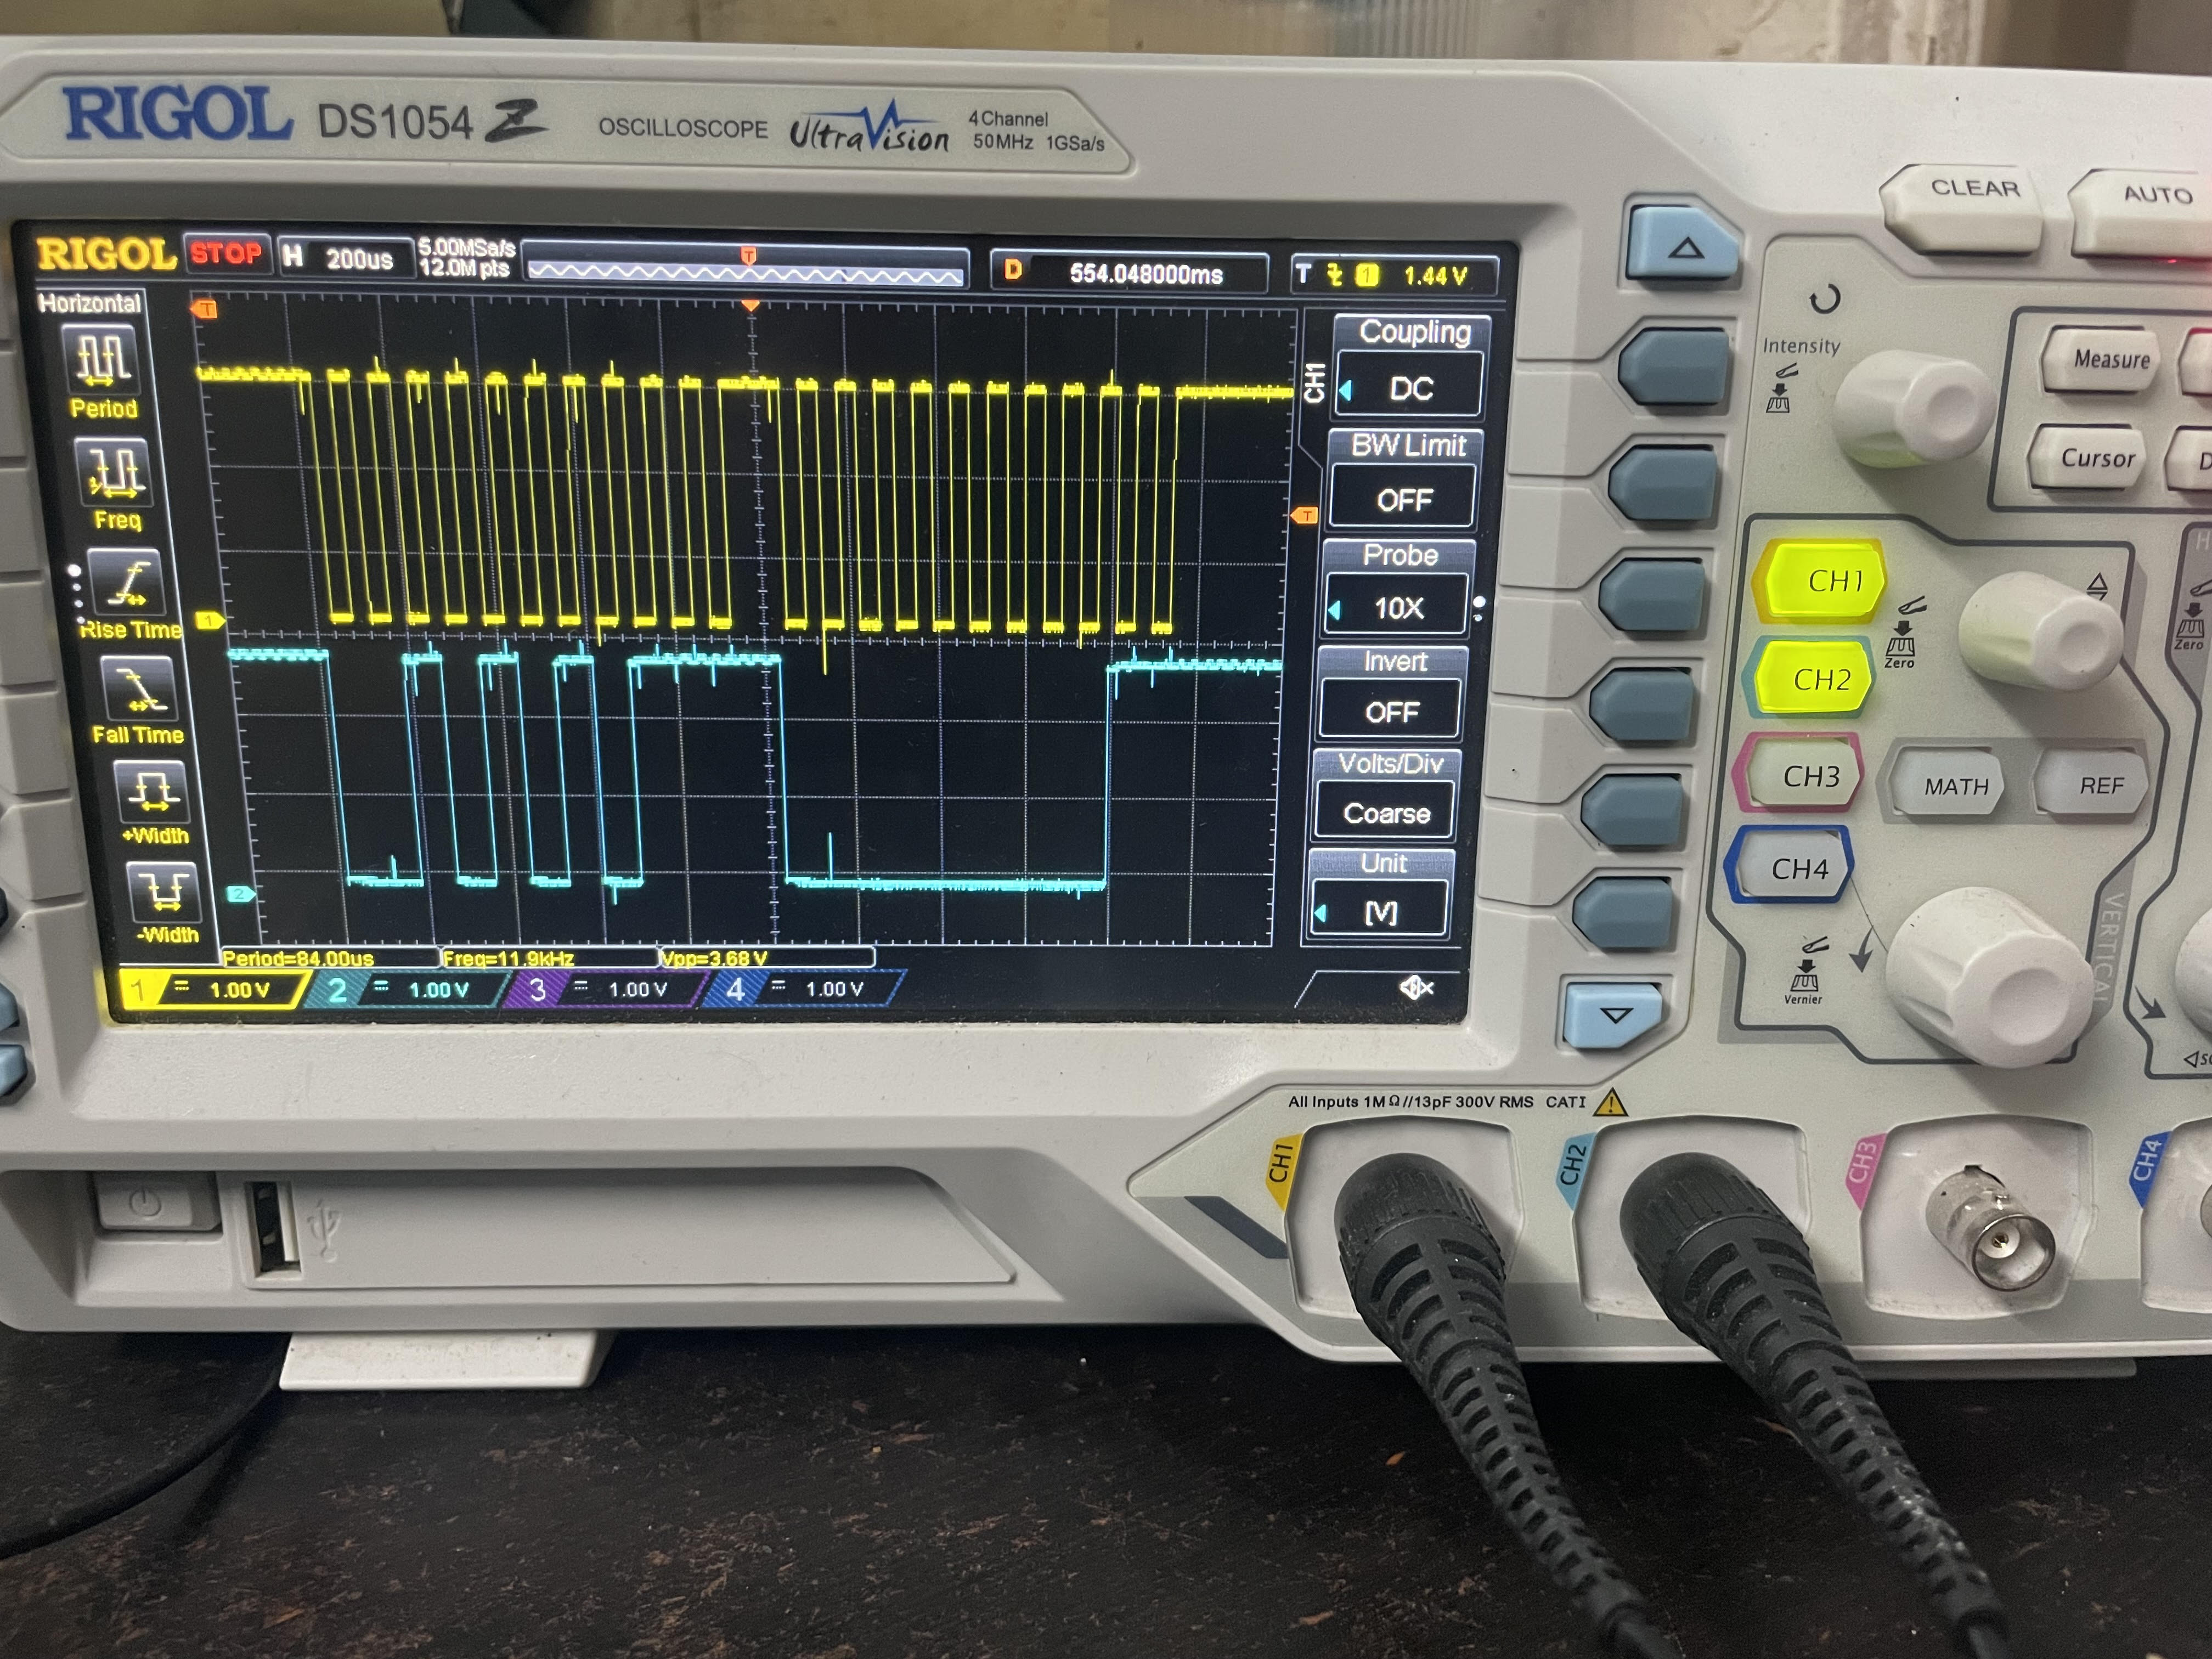 RIGOL DS1054Z OSCILLOSCOPE UltraVision 4 Channel
50MHz 1GSa/s
CLEAR AUTO
RIGOL STOP H 200us 5.00MSa/s
12.0M pts
T
D 554.048000ms T 1 1.44 V
Horizontal
Period
Freq
Rise Time
Fall Time
+Width
-Width
T
T
1
2
CH1
Coupling
DC
BW Limit
OFF
Probe
10X
Invert
OFF
Volts/Div
Coarse
Unit
[V]
Period=84.00us Freq=11.9kHz Vpp=3.68 V
1 1.00 V 2 1.00 V 3 1.00 V 4 1.00 V
Intensity
Measure
Cursor
CH1
CH2
CH3
CH4
MATH REF
Zero
Zero
Vernier
VERTICAL
All Inputs 1MΩ//13pF 300V RMS CATI
CH1 CH2 CH3 CH4